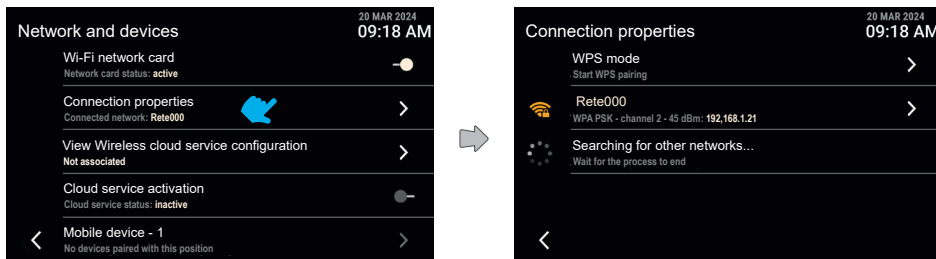 20 MAR 2024
Network and devices 09:18 AM
Wi-Fi network card
Network card status: active
Connection properties
Connected network: Rete000
View Wireless cloud service configuration
Not associated
Cloud service activation
Cloud service status: inactive
Mobile device - 1
No devices paired with this position
20 MAR 2024
Connection properties 09:18 AM
WPS mode
Start WPS pairing
Rete000
WPA PSK - channel 2 - 45 dBm: 192,168.1.21
Searching for other networks...
Wait for the process to end